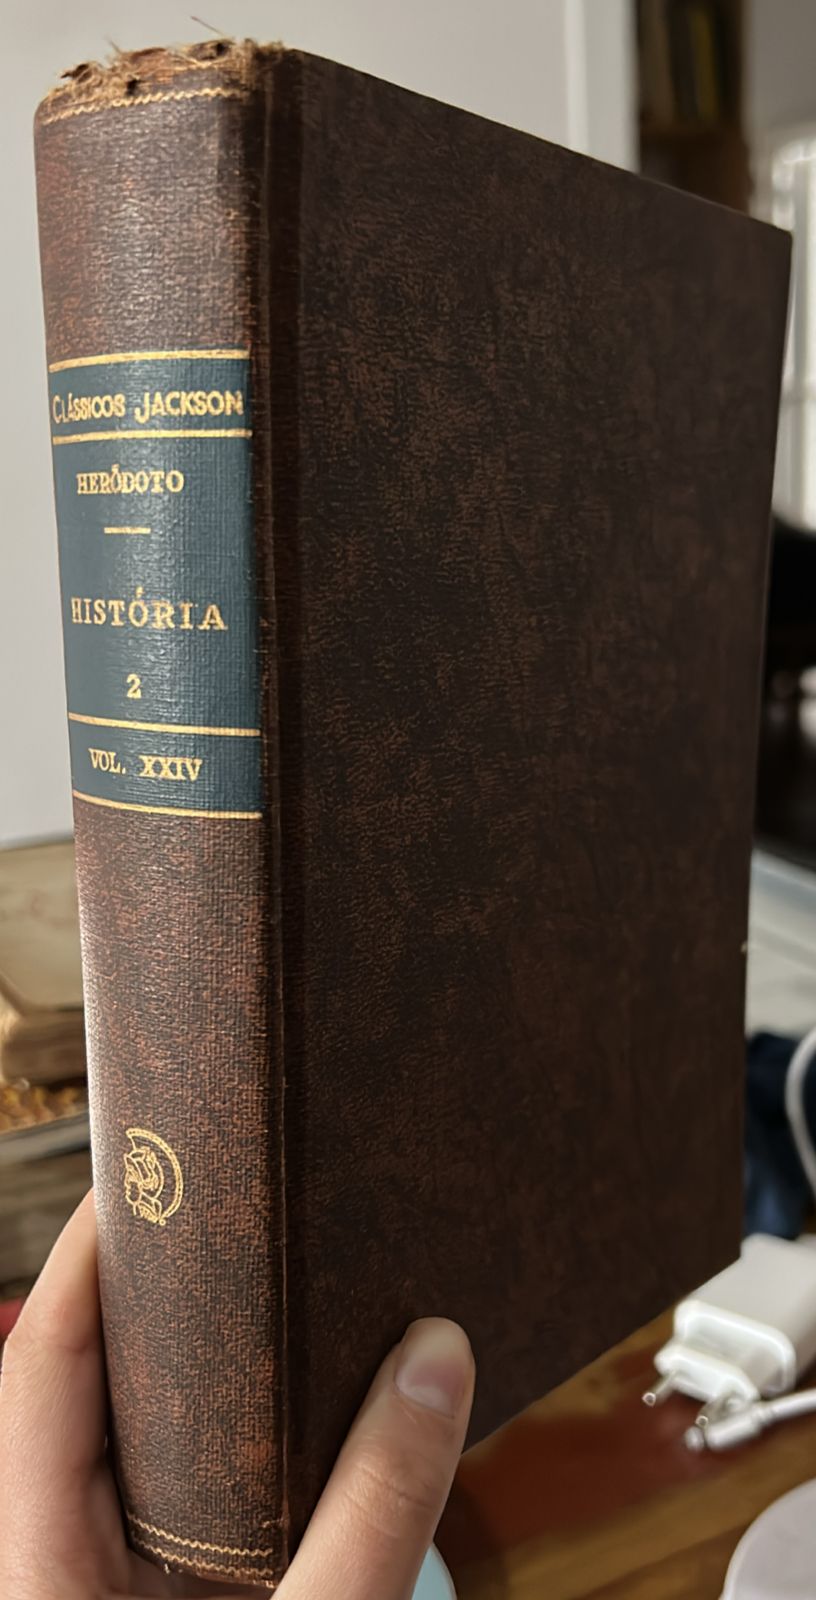 CLÁSSICOS JACKSON
HERÓDOTO
HISTÓRIA
2
VOL. XXIV